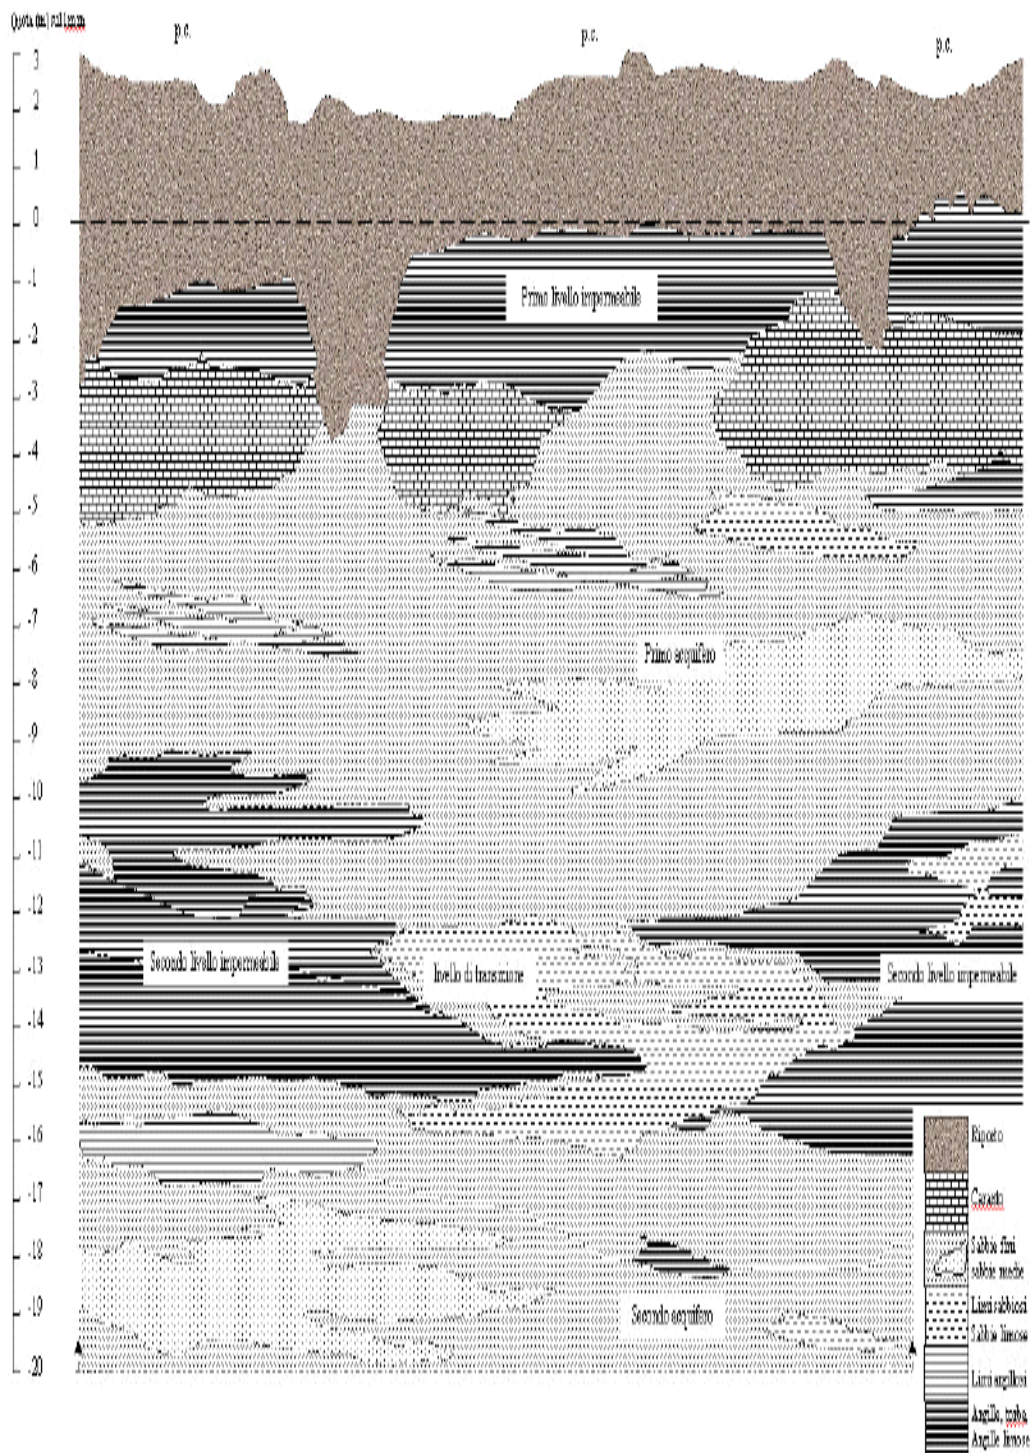 Quota (m) sul l.m.m
p.c.
p.c.
p.c.
3
2
1
0
-1
-2
-3
-4
-5
-6
-7
-8
-9
-10
-11
-12
-13
-14
-15
-16
-17
-18
-19
-20
Primo livello impermeabile
Primo acquifero
Secondo livello impermeabile
livello di transizione
Secondo livello impermeabile
Secondo acquifero
Riporto
Caranto
Sabbie fini
sabbie medie
Limi sabbiosi
Sabbie limose
Limi argillosi
Argille, torba,
Argille limose